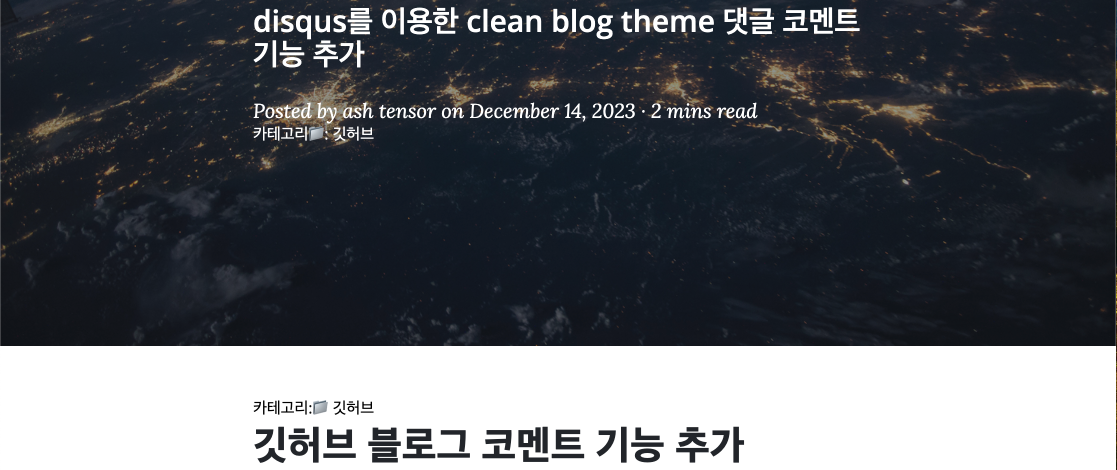 disqus를 이용한 clean blog theme 댓글 코멘트
기능 추가
Posted by ash tensor on December 14, 2023 · 2 mins read
카테고리📁: 깃허브
카테고리:📁 깃허브
깃허브 블로그 코멘트 기능 추가